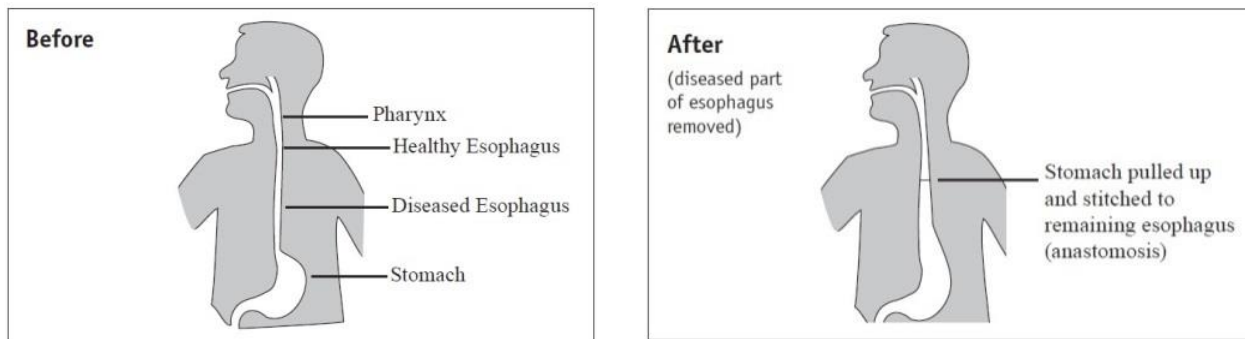 Before
Pharynx
Healthy Esophagus
Diseased Esophagus
Stomach
After
(diseased part
of esophagus
removed)
Stomach pulled up
and stitched to
remaining esophagus
(anastomosis)